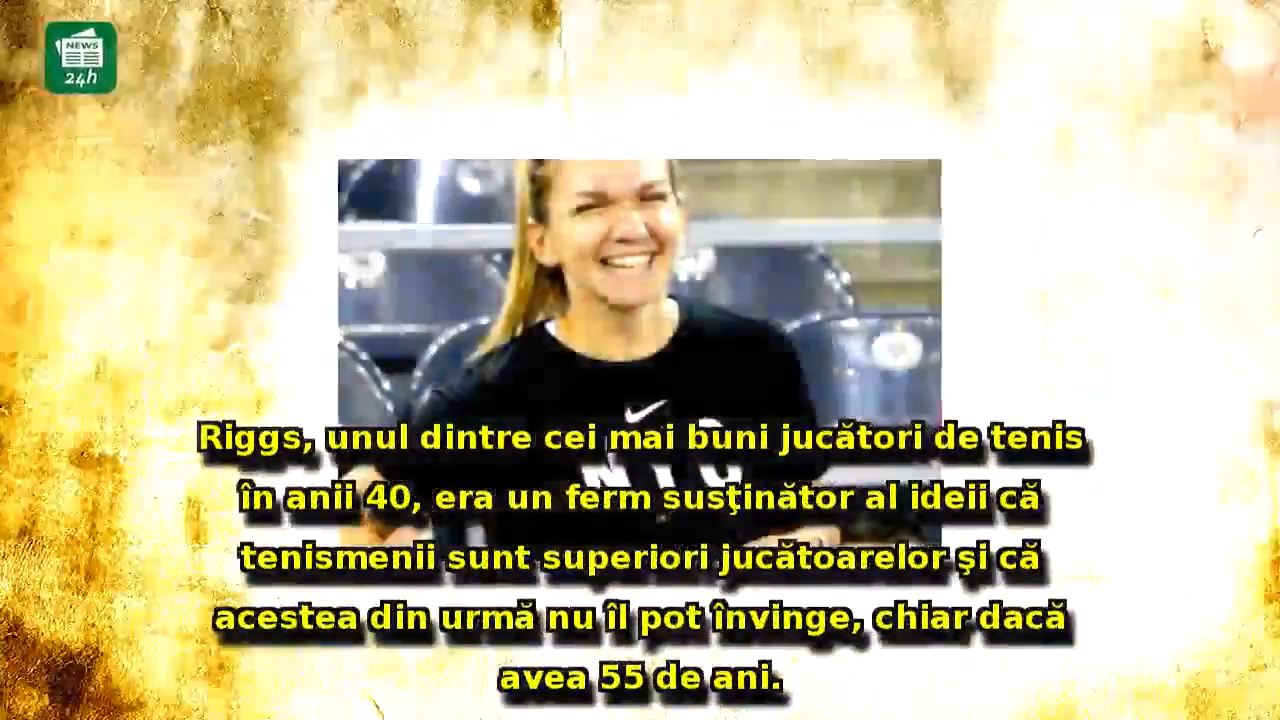 NEWS
24h
NYC
Riggs, unul dintre cei mai buni jucători de tenis
în anii 40, era un ferm susţinător al ideii că
tenismenii sunt superiori jucătoarelor şi că
acestea din urmă nu îl pot învinge, chiar dacă
avea 55 de ani.